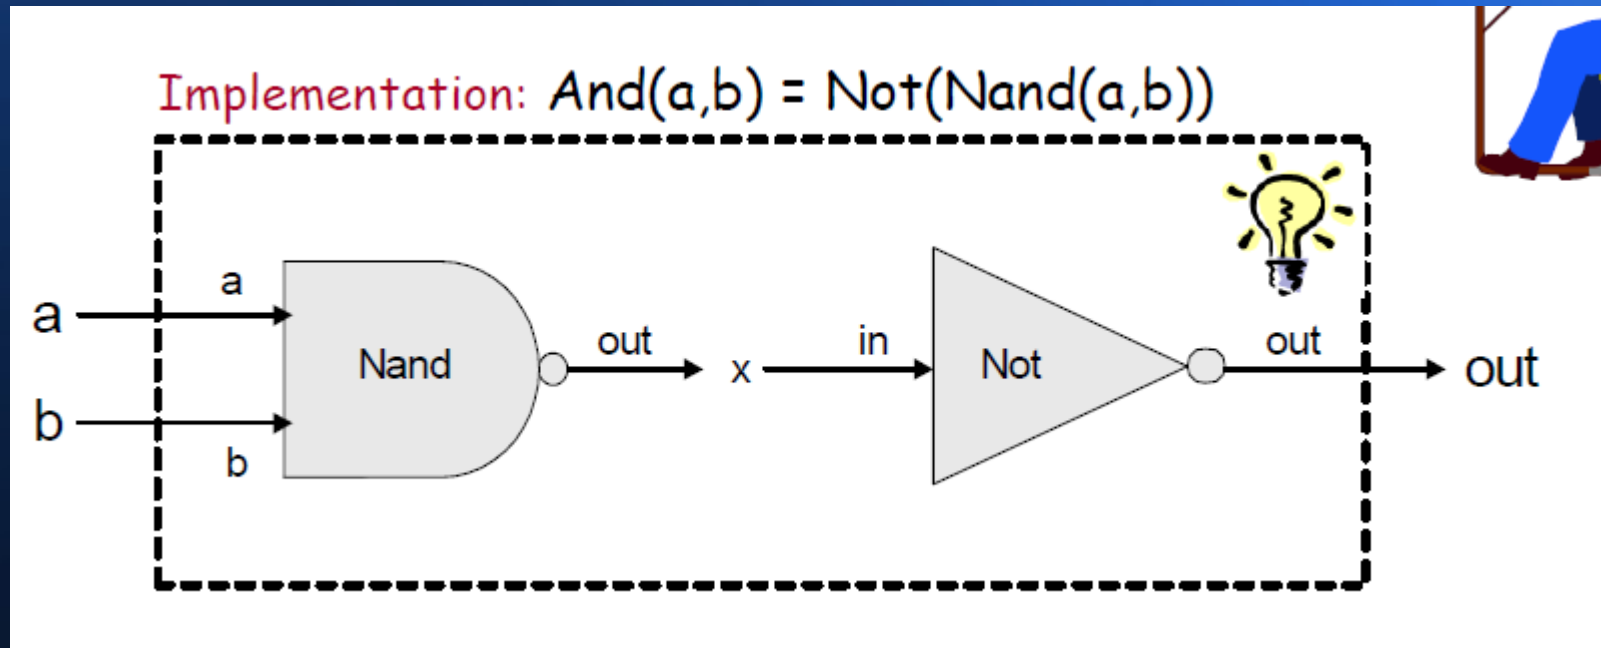 Implementation: And(a,b) = Not(Nand(a,b))
a
a
out
in
out
Nand
x
Not
out
b
b